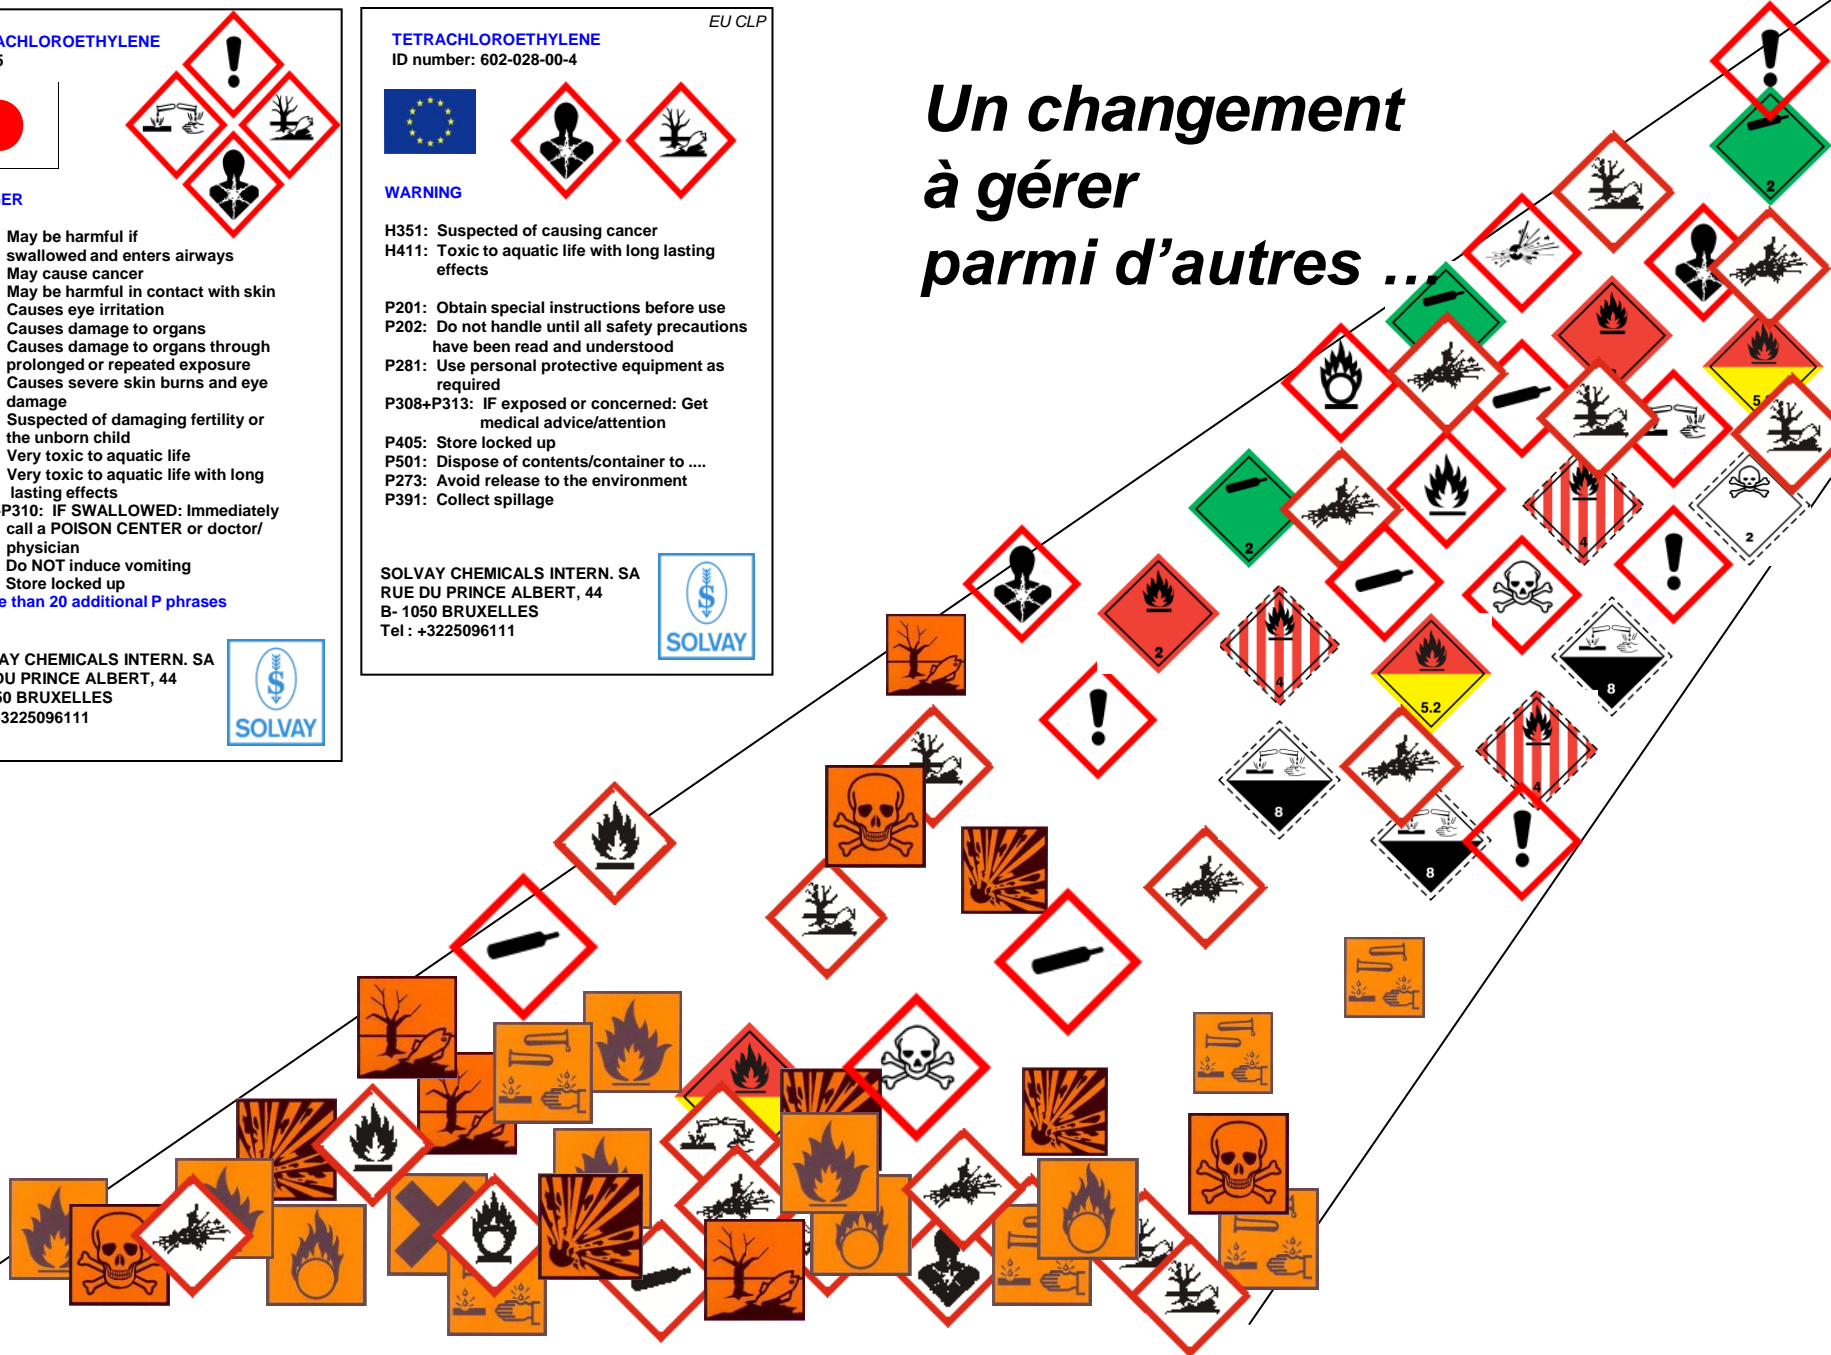 ACHLOROETHYLENE
GER
May be harmful if
swallowed and enters airways
May cause cancer
May be harmful in contact with skin
Causes eye irritation
Causes damage to organs
Causes damage to organs through
prolonged or repeated exposure
Causes severe skin burns and eye
damage
Suspected of damaging fertility or
the unborn child
Very toxic to aquatic life
Very toxic to aquatic life with long
lasting effects
P310: IF SWALLOWED: Immediately
call a POISON CENTER or doctor/
physician
Do NOT induce vomiting
Store locked up
e than 20 additional P phrases
AY CHEMICALS INTERN. SA
DU PRINCE ALBERT, 44
50 BRUXELLES
3225096111
SOLVAY
EU CLP
TETRACHLOROETHYLENE
ID number: 602-028-00-4
WARNING
H351: Suspected of causing cancer
H411: Toxic to aquatic life with long lasting
effects
P201: Obtain special instructions before use
P202: Do not handle until all safety precautions
have been read and understood
P281: Use personal protective equipment as
required
P308+P313: IF exposed or concerned: Get
medical advice/attention
P405: Store locked up
P501: Dispose of contents/container to ....
P273: Avoid release to the environment
P391: Collect spillage
SOLVAY CHEMICALS INTERN. SA
RUE DU PRINCE ALBERT, 44
B- 1050 BRUXELLES
Tel : +3225096111
SOLVAY
Un changement
à gérer
parmi d’autres …
2
5.
2
4
2
2
4
5.2
8
8
4
8